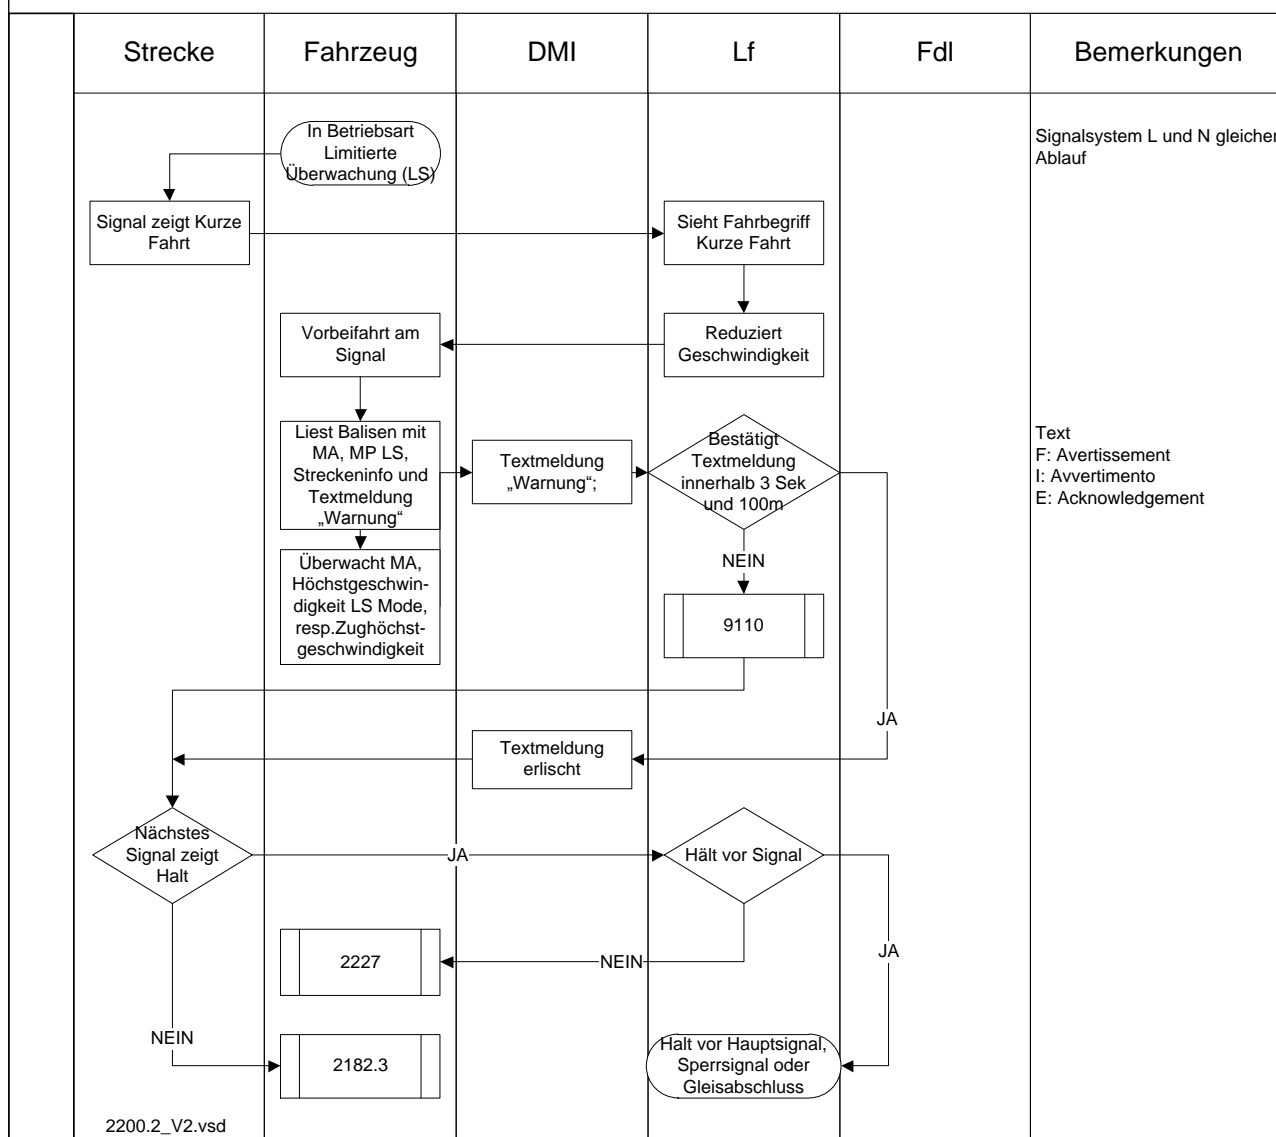 Strecke
Fahrzeug
DMI
Lf
Fdl
Bemerkungen
In Betriebsart
Limitierte
Überwachung (LS)
Signalsystem L und N gleicher
Ablauf
Signal zeigt Kurze
Fahrt
Sieht Fahrbegriff
Kurze Fahrt
Vorbeifahrt am
Signal
Reduziert
Geschwindigkeit
Liest Balisen mit
MA, MP LS,
Streckeninfo und
Textmeldung
„Warnung“
Textmeldung
„Warnung“;
Bestätigt
Textmeldung
innerhalb 3 Sek
und 100m
Text
F: Avertissement
I: Avvertimento
E: Acknowledgement
NEIN
Überwacht MA,
Höchstgeschwin-
digkeit LS Mode,
resp.Zughöchst-
geschwindigkeit
9110
JA
Textmeldung
erlischt
Nächstes
Signal zeigt
Halt
JA
Hält vor Signal
JA
2227
NEIN
NEIN
2182.3
Halt vor Hauptsignal,
Sperrsignal oder
Gleisabschluss
2200.2_V2.vsd